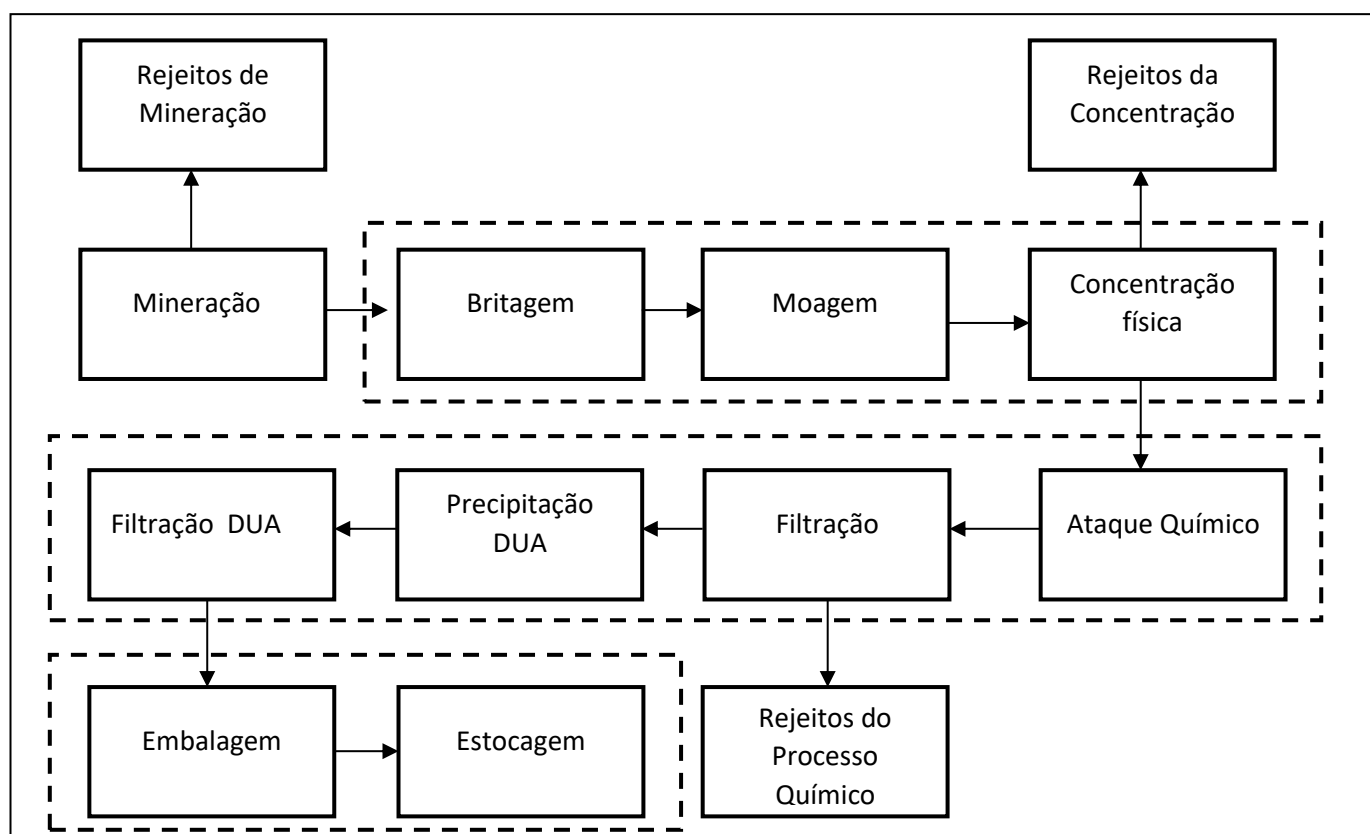 Rejeitos de
Mineração
Rejeitos da
Concentração
Mineração
Britagem
Moagem
Concentração
física
Filtração DUA
Precipitação
DUA
Filtração
Ataque Químico
Embalagem
Estocagem
Rejeitos do
Processo
Químico